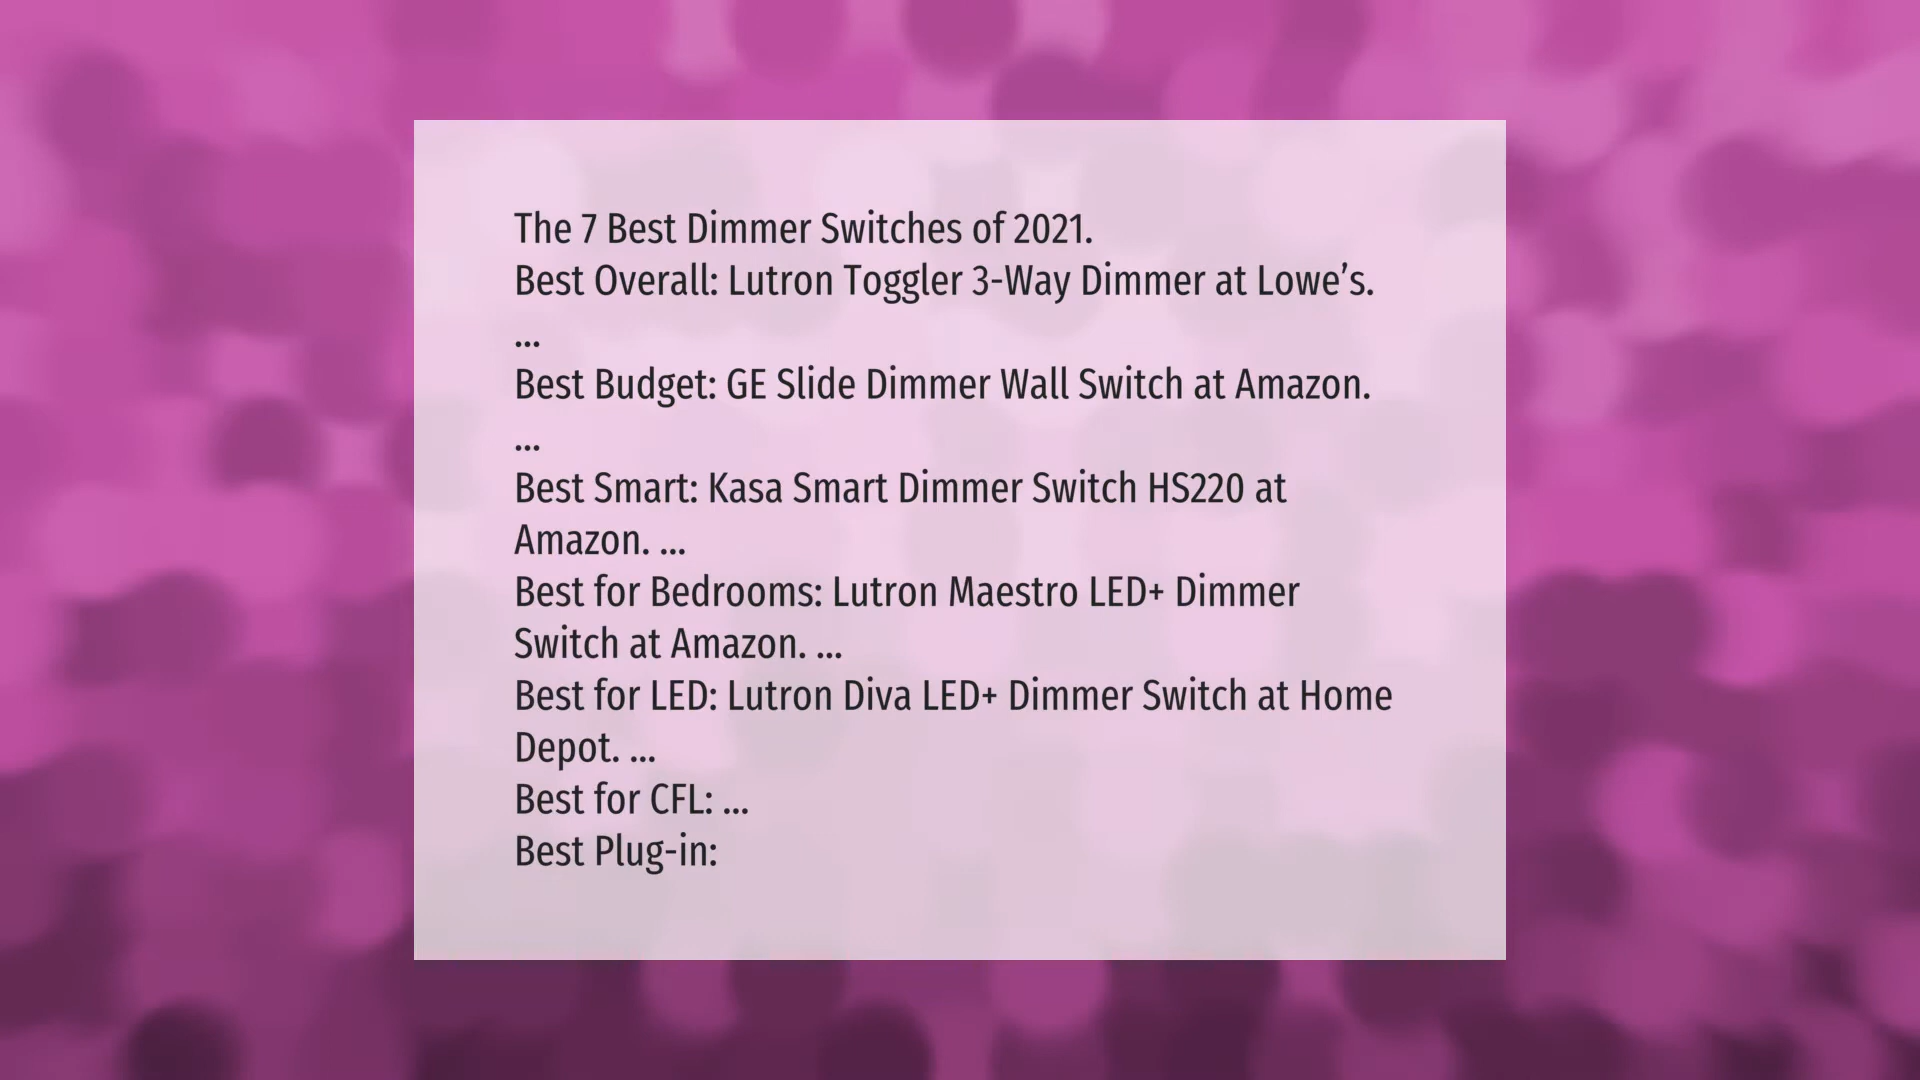 The 7 Best Dimmer Switches of 2021.
Best Overall: Lutron Toggler 3-Way Dimmer at Lowe’s.
...
Best Budget: GE Slide Dimmer Wall Switch at Amazon.
...
Best Smart: Kasa Smart Dimmer Switch HS220 at
Amazon. ...
Best for Bedrooms: Lutron Maestro LED+ Dimmer
Switch at Amazon. ...
Best for LED: Lutron Diva LED+ Dimmer Switch at Home
Depot. ...
Best for CFL: ...
Best Plug-in: